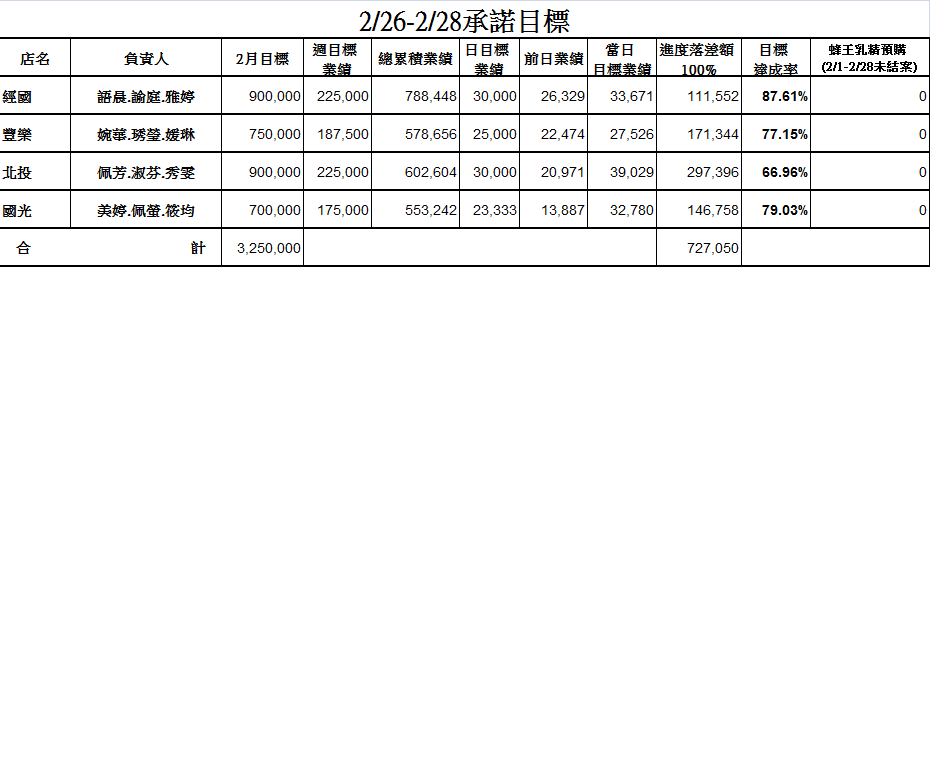 2/26-2/28承諾目標
店名 負責人 2月目標 週目標業績 總累積業績 日目標業績 前日業績 當日目標業績 進度落差額100% 目標達成率 蜂王乳精預購(2/1-2/28未結案)
經國 語晨.諭庭.雅婷 900,000 225,000 788,448 30,000 26,329 33,671 111,552 87.61% 0
豐樂 婉華.琇瑩.媛琳 750,000 187,500 578,656 25,000 22,474 27,526 171,344 77.15% 0
北投 佩芳.淑芬.秀雯 900,000 225,000 602,604 30,000 20,971 39,029 297,396 66.96% 0
國光 美婷.佩螢.筱均 700,000 175,000 553,242 23,333 13,887 32,780 146,758 79.03% 0
合 計 3,250,000 727,050